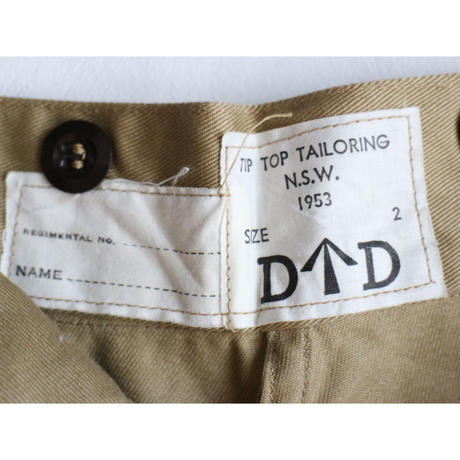 REGIMENTAL NO.
NAME
TIP TOP TAILORING
N.S.W.
1953
SIZE 2
D D